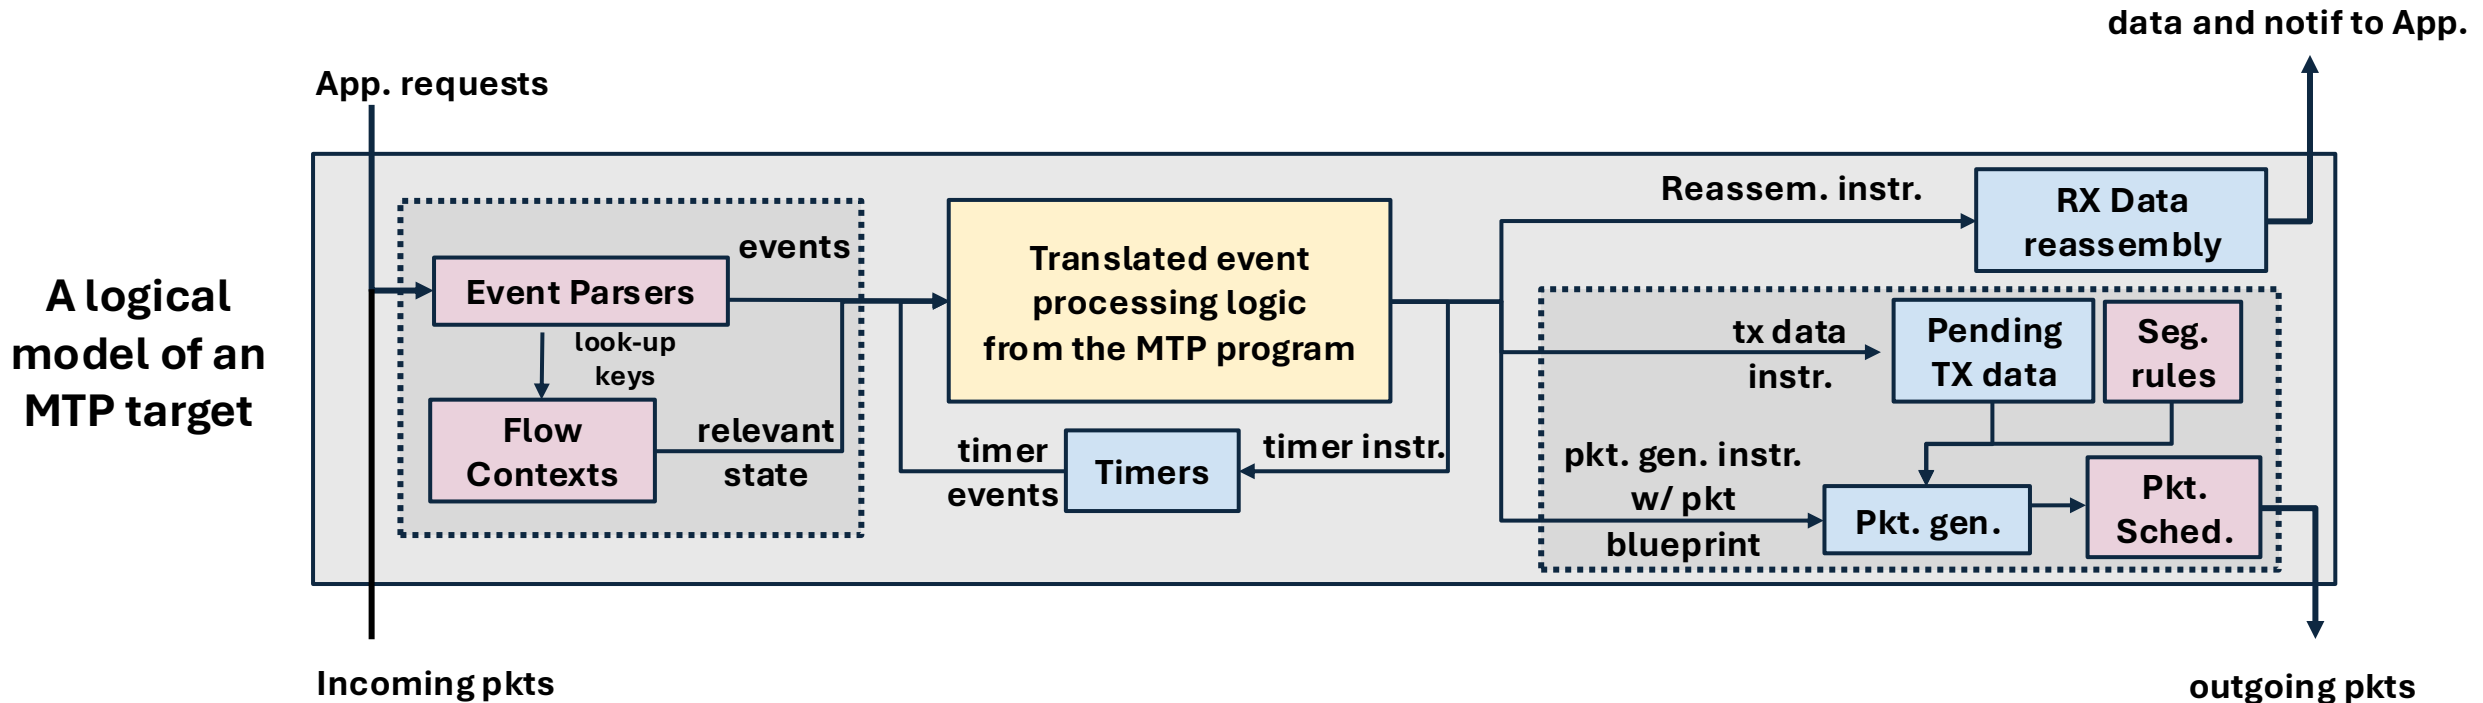 data and notif to App.
App. requests
A logical
model of an
MTP target
events
Event Parsers
look-up
keys
Flow
Contexts
relevant
state
Translated event
processing logic
from the MTP program
timer
events
Timers
timer instr.
Reassem. instr.
RX Data
reassembly
tx data
instr.
Pending
TX data
Seg.
rules
pkt. gen. instr.
w/ pkt
blueprint
Pkt. gen.
Pkt.
Sched.
Incoming pkts
outgoing pkts